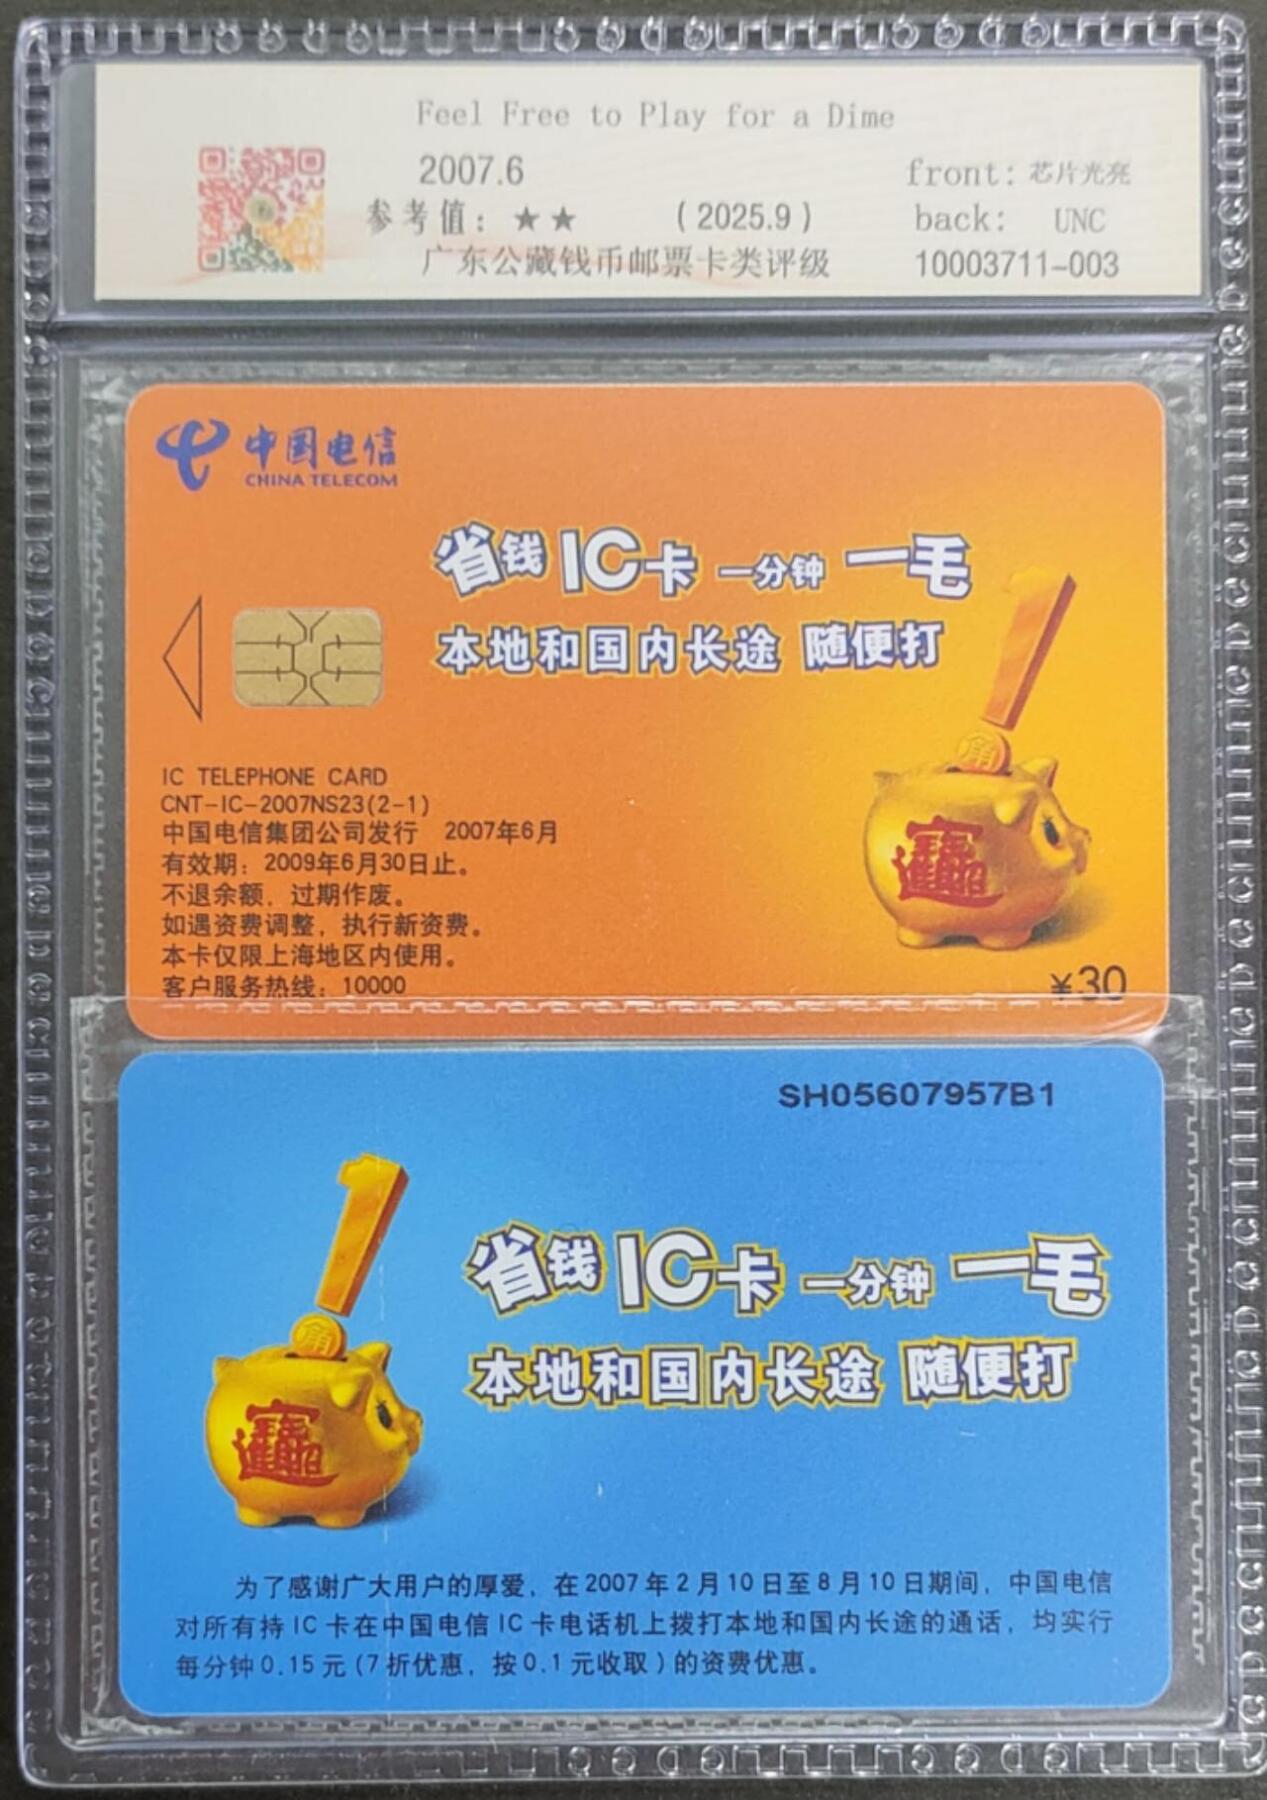 Feel Free to Play for a Dime
2007.6
front: 芯片光亮
参考值: ★★ (2025.9)
back: UNC
广东公藏钱币邮票卡类评级
10003711-003
中国电信
CHINA TELECOM
省钱IC卡 一分钟 一毛
本地和国内长途 随便打
1
角
招财进宝
IC TELEPHONE CARD
CNT-IC-2007NS23(2-1)
中国电信集团公司发行 2007年6月
有效期: 2009年6月30日止。
不退余额, 过期作废。
如遇资费调整, 执行新资费。
本卡仅限上海地区内使用。
客户服务热线: 10000
¥30
SH05607957B1
1
角
招财进宝
省钱IC卡 一分钟 一毛
本地和国内长途 随便打
为了感谢广大用户的厚爱, 在2007年2月10日至8月10日期间, 中国电信
对所有持IC卡在中国电信IC卡电话机上拨打本地和国内长途的通话, 均实行
每分钟0.15元(7折优惠, 按0.1元收取)的资费优惠。